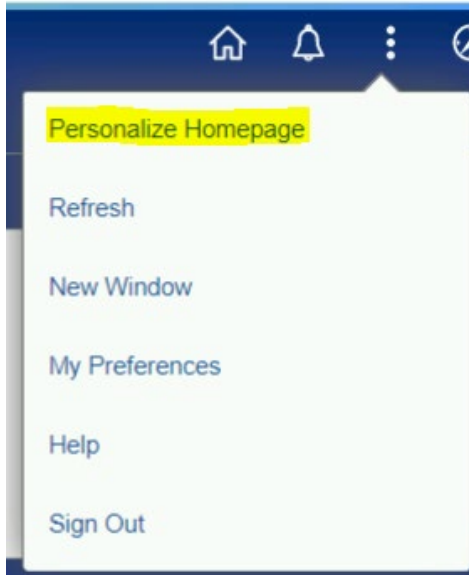 Personalize Homepage
Refresh
New Window
My Preferences
Help
Sign Out